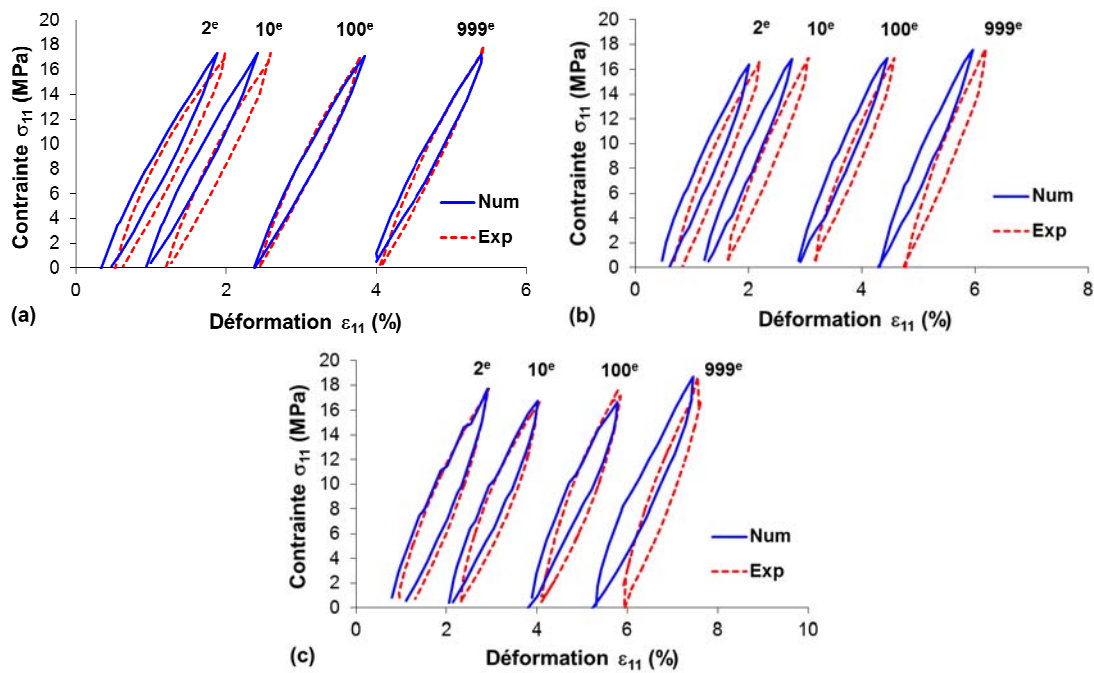 20
18
16
14
12
10
8
6
4
2
0
Contrainte σ11 (MPa)
2e 10e 100e 999e
Num
Exp
0 2 4 6
Déformation ε11 (%)
(a)
20
18
16
14
12
10
8
6
4
2
0
Contrainte σ11 (MPa)
2e 10e 100e 999e
Num
Exp
0 2 4 6 8
Déformation ε11 (%)
(b)
20
18
16
14
12
10
8
6
4
2
0
Contrainte σ11 (MPa)
2e 10e 100e 999e
Num
Exp
0 2 4 6 8 10
Déformation ε11 (%)
(c)